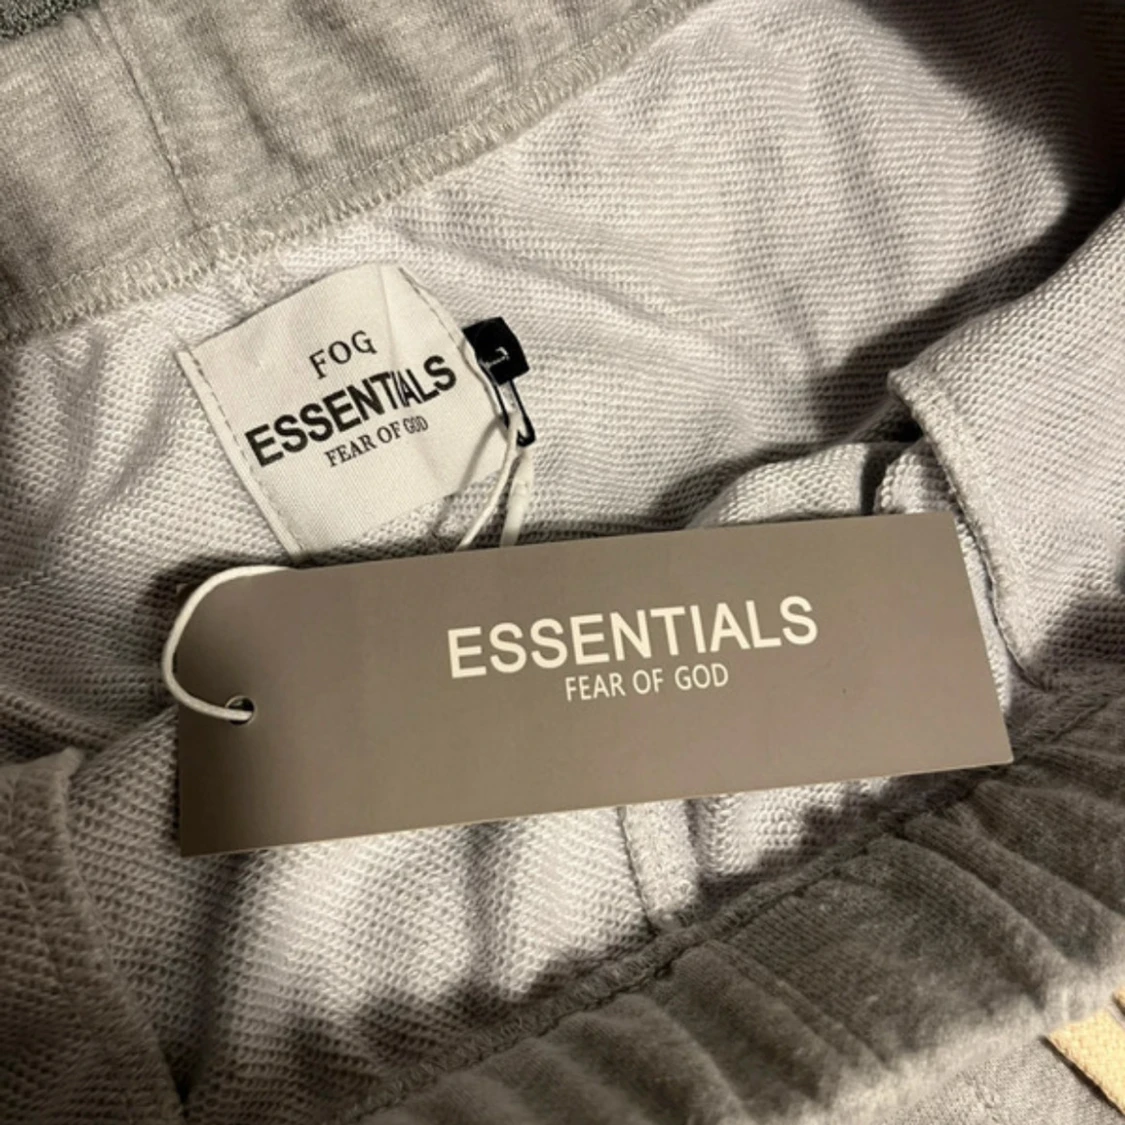 FOG
ESSENTIALS
FEAR OF GOD
L
ESSENTIALS
FEAR OF GOD